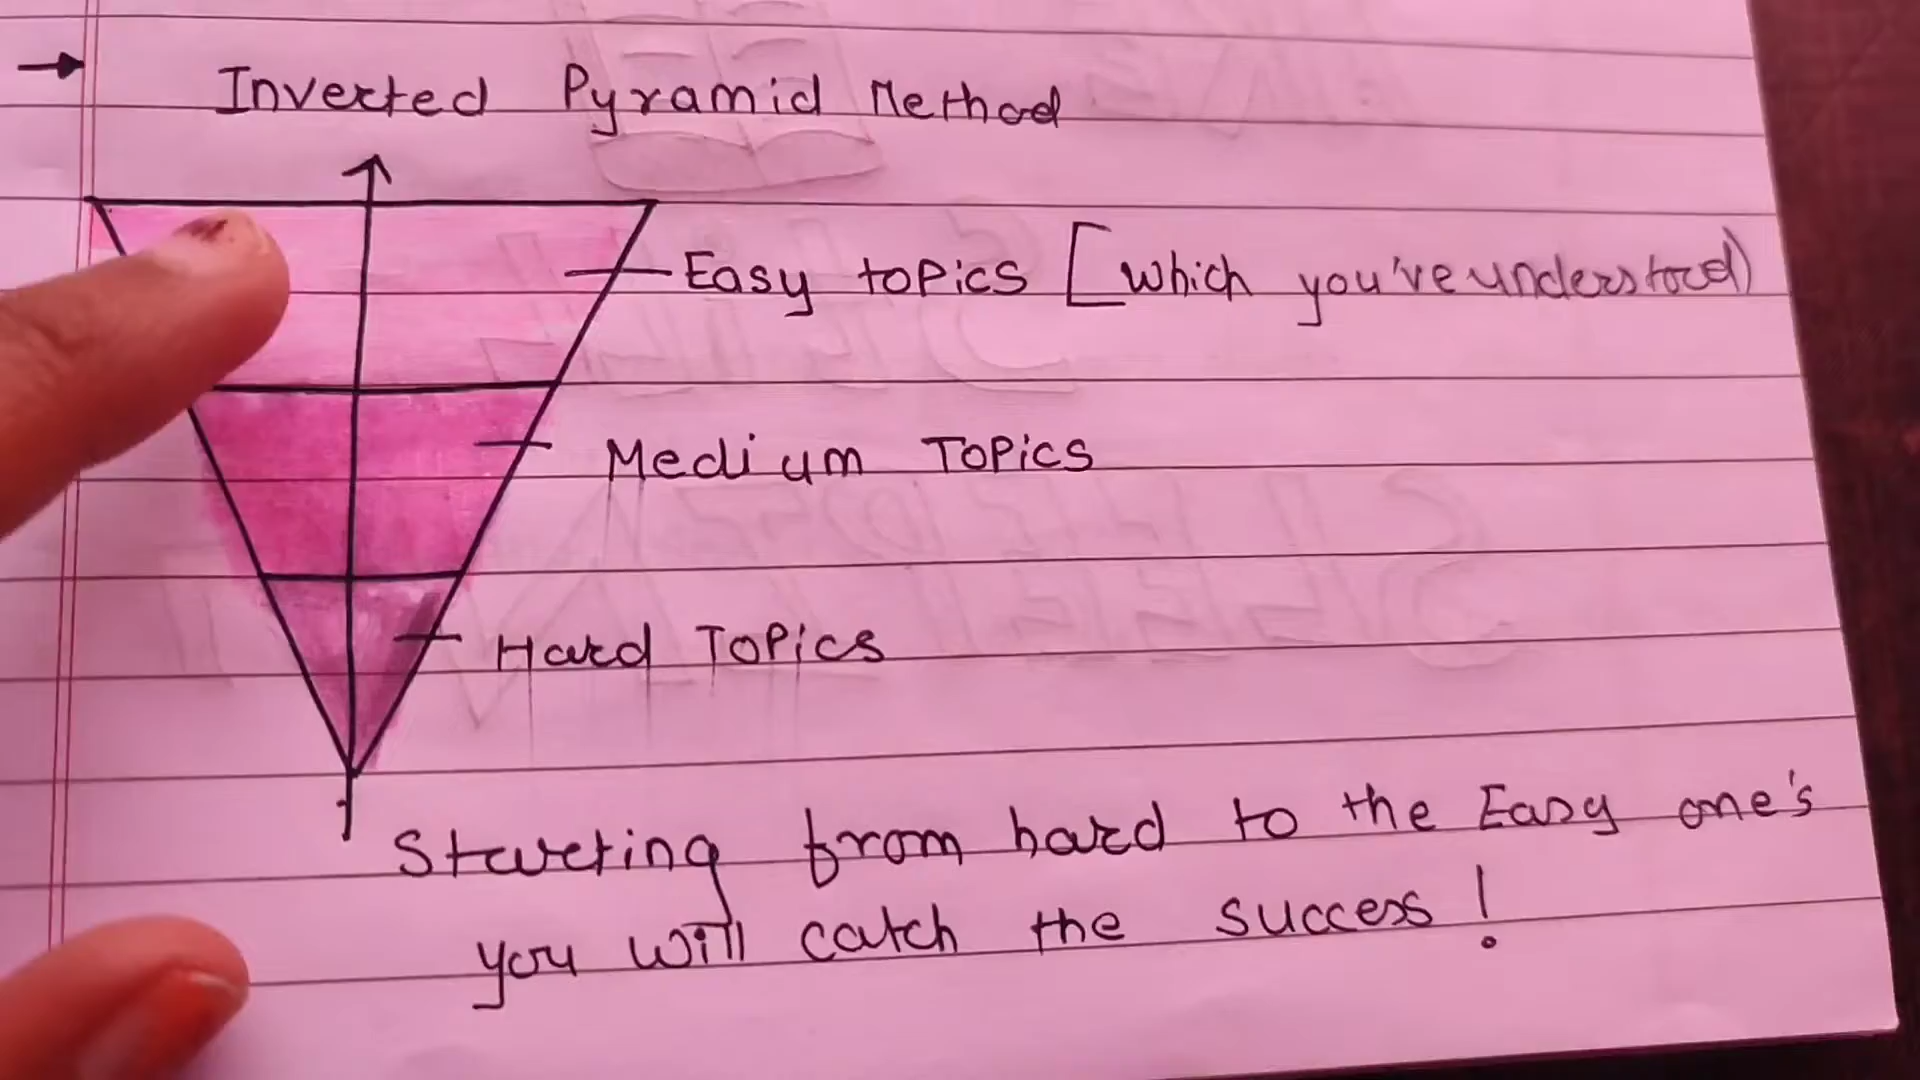 Inverted Pyramid Method
Easy topics [which you've understood)
Medium Topics
Hard Topics
Starting from hard to the Easy one's
you will catch the success!